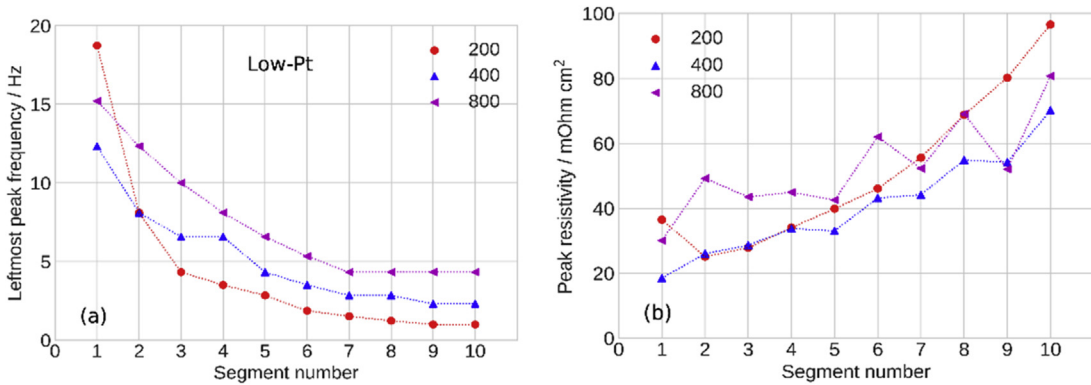 20
15
10
5
0
Leftmost peak frequency / Hz
Low-Pt
200
400
800
(a)
0 1 2 3 4 5 6 7 8 9 10
Segment number
100
80
60
40
20
0
Peak resistivity / mOhm cm²
200
400
800
(b)
0 1 2 3 4 5 6 7 8 9 10
Segment number